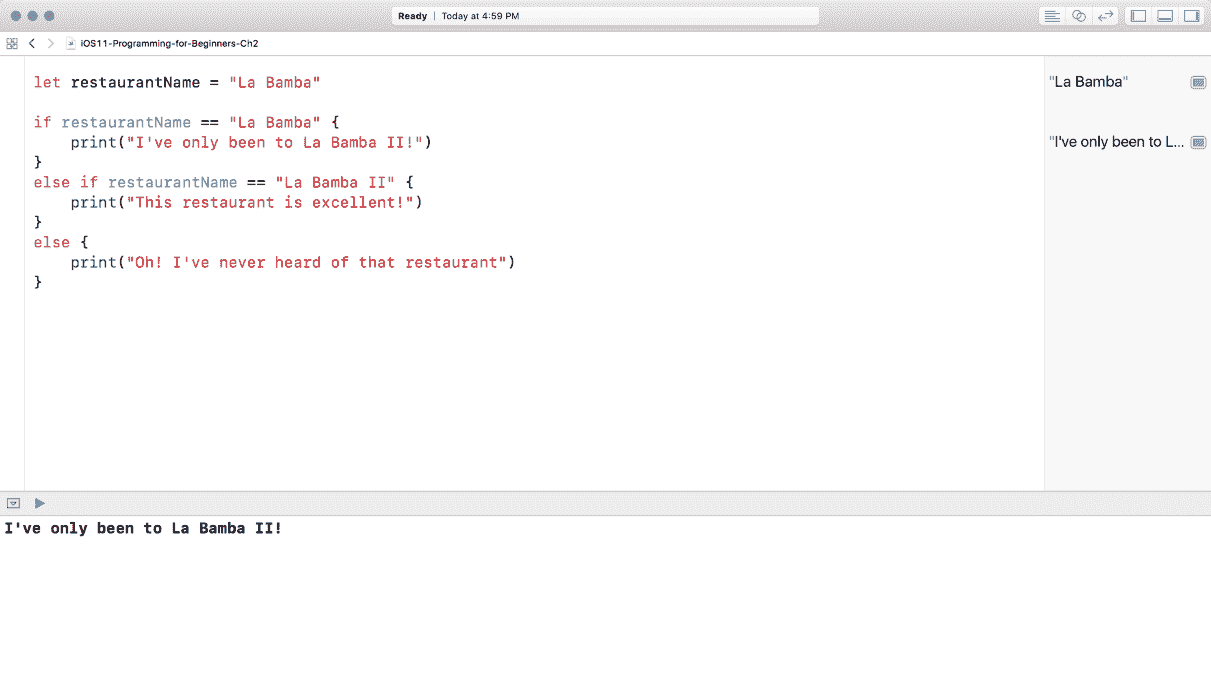 Ready | Today at 4:59 PM
iOS11-Programming-for-Beginners-Ch2
let restaurantName = "La Bamba"
"La Bamba"
if restaurantName == "La Bamba" {
print("I've only been to La Bamba II!")
"I've only been to L...
}
else if restaurantName == "La Bamba II" {
print("This restaurant is excellent!")
}
else {
print("Oh! I've never heard of that restaurant")
}
I've only been to La Bamba II!